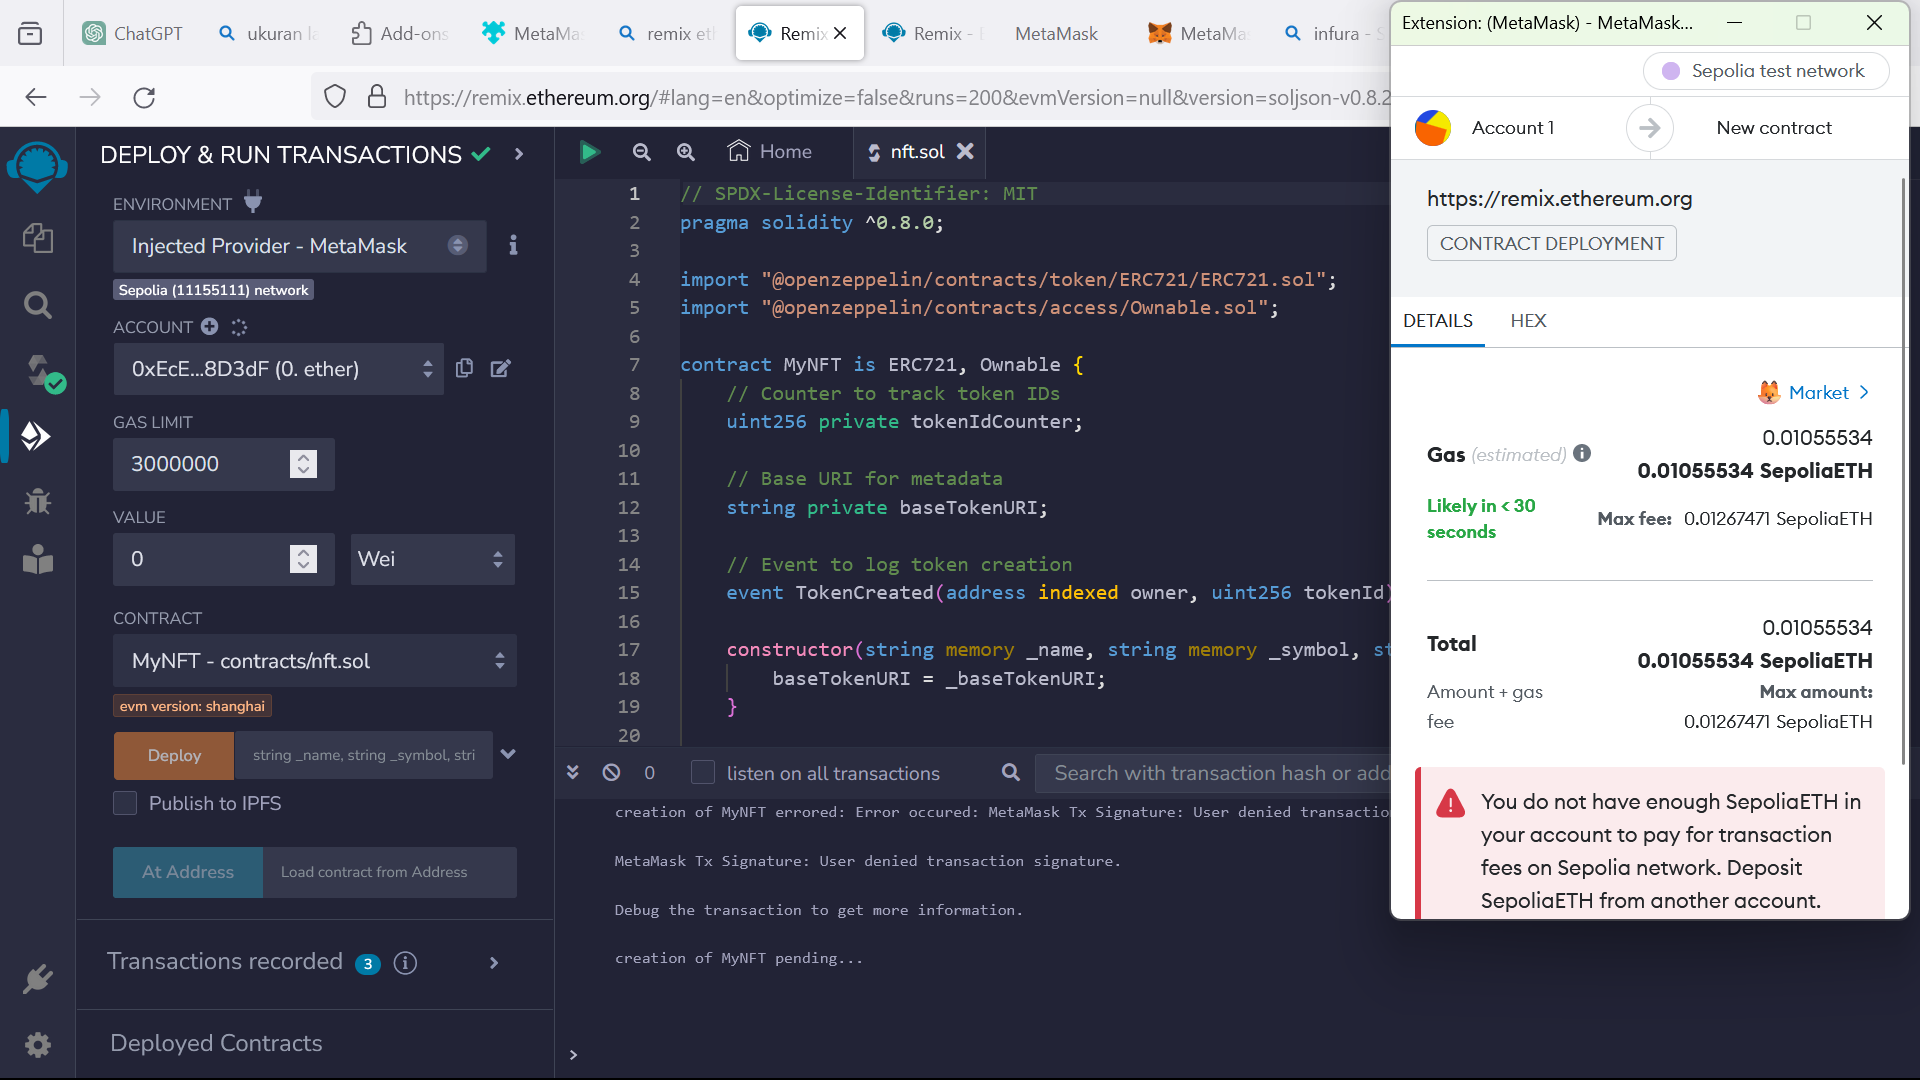 ChatGPT
ukuran la
Add-ons
MetaMas
remix eth
Remix
Remix - E
MetaMask
MetaMas
infura - S
https://remix.ethereum.org/#lang=en&optimize=false&runs=200&evmVersion=null&version=soljson-v0.8.2
DEPLOY & RUN TRANSACTIONS
ENVIRONMENT
Injected Provider - MetaMask
Sepolia (11155111) network
ACCOUNT
0xEcE...8D3dF (0. ether)
GAS LIMIT
3000000
VALUE
0
Wei
CONTRACT
MyNFT - contracts/nft.sol
evm version: shanghai
Deploy
string _name, string _symbol, stri
Publish to IPFS
At Address
Load contract from Address
Transactions recorded 3
Deployed Contracts
Home
nft.sol
1 // SPDX-License-Identifier: MIT
2 pragma solidity ^0.8.0;
3
4 import "@openzeppelin/contracts/token/ERC721/ERC721.sol";
5 import "@openzeppelin/contracts/access/Ownable.sol";
6
7 contract MyNFT is ERC721, Ownable {
8 // Counter to track token IDs
9 uint256 private tokenIdCounter;
10
11 // Base URI for metadata
12 string private baseTokenURI;
13
14 // Event to log token creation
15 event TokenCreated(address indexed owner, uint256 tokenId)
16
17 constructor(string memory _name, string memory _symbol, st
18 baseTokenURI = _baseTokenURI;
19 }
20
0
listen on all transactions
Search with transaction hash or add
creation of MyNFT errored: Error occured: MetaMask Tx Signature: User denied transactio
MetaMask Tx Signature: User denied transaction signature.
Debug the transaction to get more information.
creation of MyNFT pending...
>
Extension: (MetaMask) - MetaMask...
Sepolia test network
Account 1
New contract
https://remix.ethereum.org
CONTRACT DEPLOYMENT
DETAILS
HEX
Market >
0.01055534
Gas (estimated)
0.01055534 SepoliaETH
Likely in < 30
seconds
Max fee: 0.01267471 SepoliaETH
0.01055534
Total
0.01055534 SepoliaETH
Amount + gas
fee
Max amount:
0.01267471 SepoliaETH
You do not have enough SepoliaETH in
your account to pay for transaction
fees on Sepolia network. Deposit
SepoliaETH from another account.